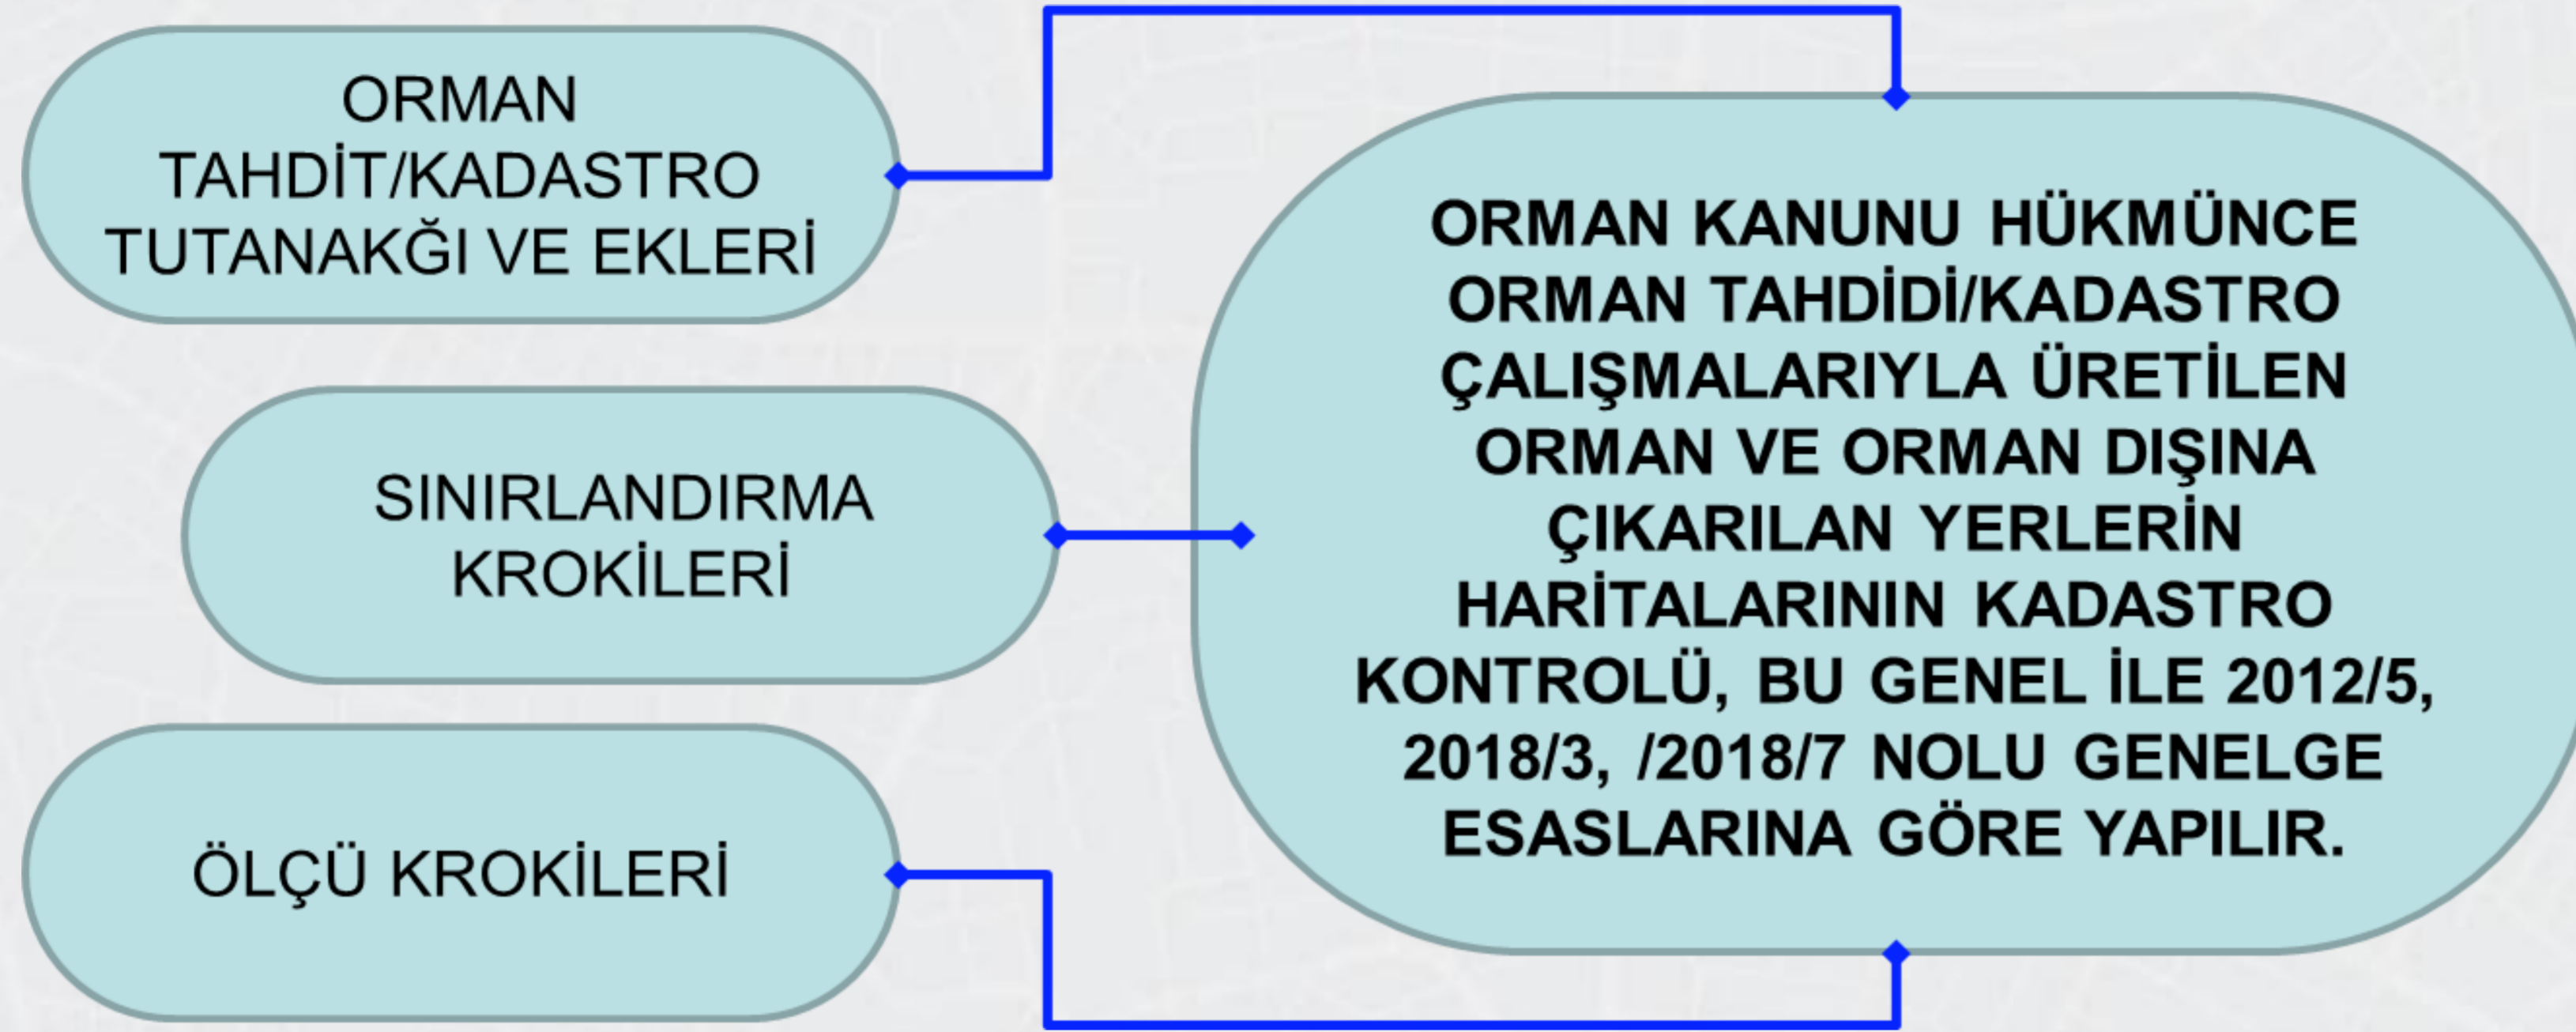 ORMAN
TAHDİT/KADASTRO
TUTANAKĞI VE EKLERİ
SINIRLANDIRMA
KROKİLERİ
ÖLÇÜ KROKİLERİ
ORMAN KANUNU HÜKMÜNCE
ORMAN TAHDİDİ/KADASTRO
ÇALIŞMALARIYLA ÜRETİLEN
ORMAN VE ORMAN DIŞINA
ÇIKARILAN YERLERİN
HARİTALARININ KADASTRO
KONTROLÜ, BU GENEL İLE 2012/5,
2018/3, /2018/7 NOLU GENELGE
ESASLARINA GÖRE YAPILIR.